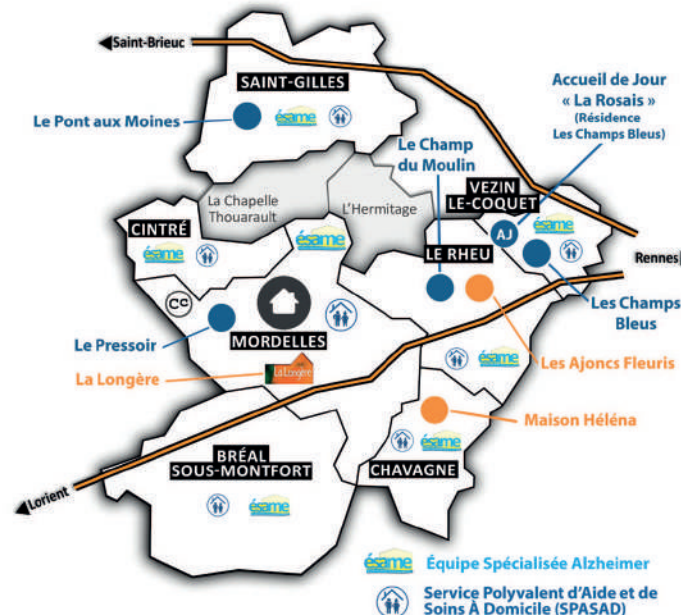 Saint-Brieuc
SAINT-GILLES
Le Pont aux Moines
ésame
Accueil de Jour
« La Rosais »
(Résidence
Les Champs Bleus)
Le Champ
du Moulin
VEZIN
LE-COQUET
La Chapelle
Thouarault
L'Hermitage
CINTRÉ
ésame
ésame
AJ
ésame
LE RHEU
Rennes
Cc
Les Champs
Bleus
Le Pressoir
MORDELLES
La Longère
La Longère
ésame
Les Ajoncs Fleuris
Maison Héléna
ésame
BRÉAL
SOUS-MONTFORT
CHAVAGNE
Lorient
ésame
ésame Équipe Spécialisée Alzheimer
Service Polyvalent d'Aide et de
Soins À Domicile (SPASAD)